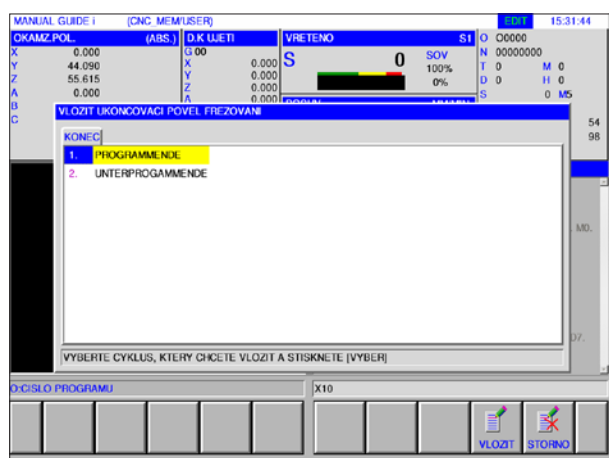 MANUAL GUIDE i (CNC_MEM/USER) EDIT 15:31:44
OKAMZ.POL. (ABS.) D.K UJETI VRETENO S1 O O0000
X 0.000 G 00 N 00000000
Y 44.090 X 0.000 S 0 SOV T 0 M 0
Z 55.615 Y 0.000 100% D 0 H 0
A 0.000 Z 0.000 0% S 0 M5
B A 0.000
C 54
98
VLOZIT UKONCOVACI POVEL FREZOVANI
KONEC
1. PROGRAMMENDE
2. UNTERPROGAMMENDE
M0.
07.
VYBERTE CYKLUS, KTERY CHCETE VLOZIT A STISKNETE [VYBER]
O:CISLO PROGRAMU X10
VLOZIT STORNO